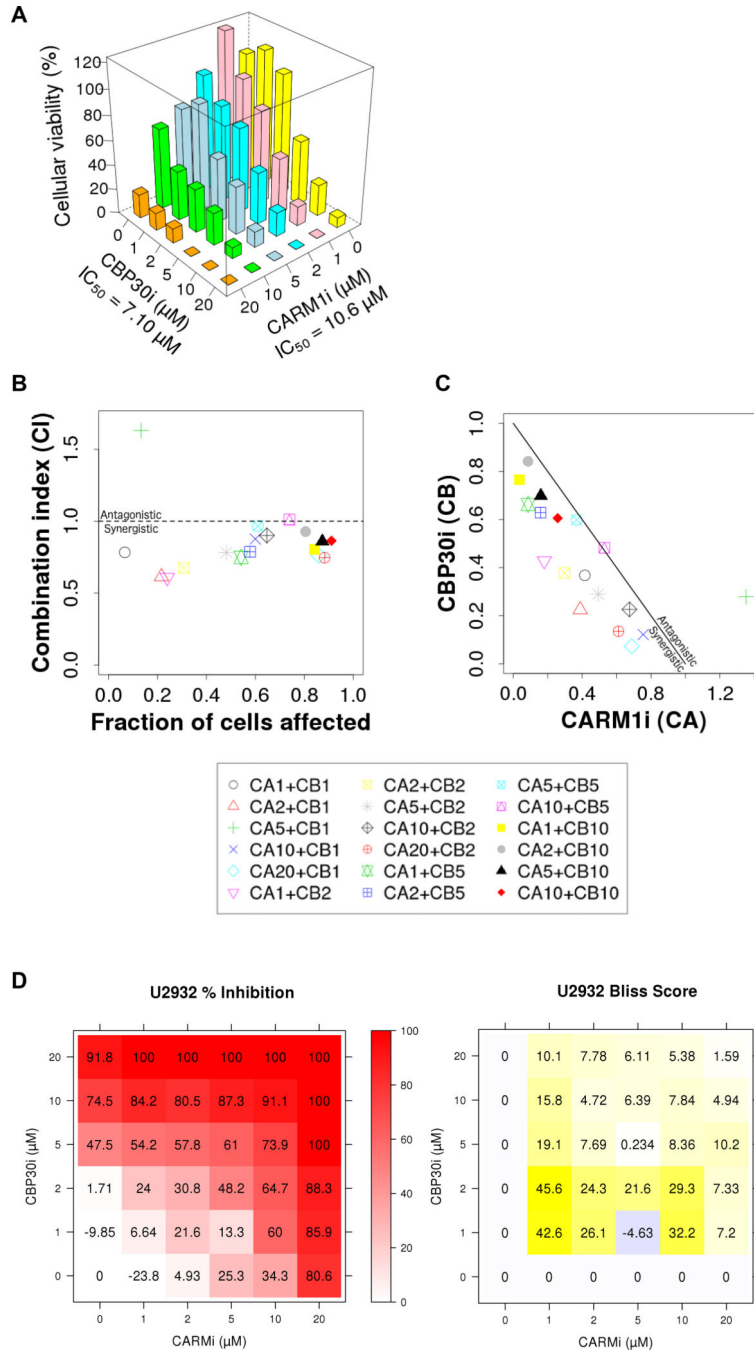 A
Cellular viability (%)
120
100
80
60
40
20
0
0
1
2
5
10
20
CBP30i (µM)
IC50 = 7.10 µM
20
10
5
2
1
0
CARM1i (µM)
IC50 = 10.6 µM
B
Combination index (CI)
1.5
1.0
0.5
0.0
Antagonistic
Synergistic
0.0 0.2 0.4 0.6 0.8 1.0
Fraction of cells affected
C
CBP30i (CB)
1.0
0.8
0.6
0.4
0.2
0.0
Antagonistic
Synergistic
0.0 0.4 0.8 1.2
CARM1i (CA)
CA1+CB1 CA2+CB2 CA5+CB5
CA2+CB1 CA5+CB2 CA10+CB5
CA5+CB1 CA10+CB2 CA1+CB10
CA10+CB1 CA20+CB2 CA2+CB10
CA20+CB1 CA1+CB5 CA5+CB10
CA1+CB2 CA2+CB5 CA10+CB10
D
U2932 % Inhibition
CBP30i (µM)
20 91.8 100 100 100 100 100
10 74.5 84.2 80.5 87.3 91.1 100
5 47.5 54.2 57.8 61 73.9 100
2 1.71 24 30.8 48.2 64.7 88.3
1 -9.85 6.64 21.6 13.3 60 85.9
0 0 -23.8 4.93 25.3 34.3 80.6
0 1 2 5 10 20
CARMi (µM)
100
80
60
40
20
0
U2932 Bliss Score
CBP30i (µM)
20 0 10.1 7.78 6.11 5.38 1.59
10 0 15.8 4.72 6.39 7.84 4.94
5 0 19.1 7.69 0.234 8.36 10.2
2 0 45.6 24.3 21.6 29.3 7.33
1 0 42.6 26.1 -4.63 32.2 7.2
0 0 0 0 0 0 0
0 1 2 5 10 20
CARMi (µM)